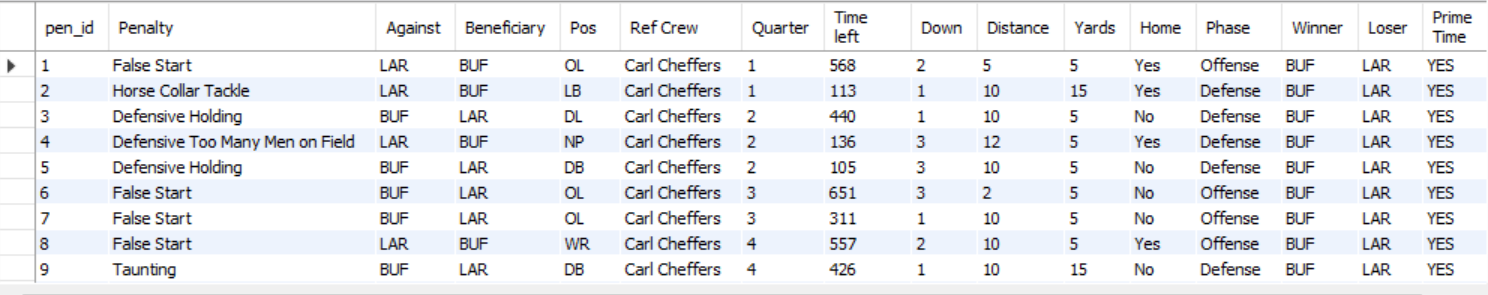 pen_id Penalty Against Beneficiary Pos Ref Crew Quarter Time left Down Distance Yards Home Phase Winner Loser Prime Time
1 False Start LAR BUF OL Carl Cheffers 1 568 2 5 5 Yes Offense BUF LAR YES
2 Horse Collar Tackle LAR BUF LB Carl Cheffers 1 113 1 10 15 Yes Defense BUF LAR YES
3 Defensive Holding BUF LAR DL Carl Cheffers 2 440 1 10 5 No Defense BUF LAR YES
4 Defensive Too Many Men on Field LAR BUF NP Carl Cheffers 2 136 3 12 5 Yes Defense BUF LAR YES
5 Defensive Holding BUF LAR DB Carl Cheffers 2 105 3 10 5 No Defense BUF LAR YES
6 False Start BUF LAR OL Carl Cheffers 3 651 3 2 5 No Offense BUF LAR YES
7 False Start BUF LAR OL Carl Cheffers 3 311 1 10 5 No Offense BUF LAR YES
8 False Start LAR BUF WR Carl Cheffers 4 557 2 10 5 Yes Offense BUF LAR YES
9 Taunting BUF LAR DB Carl Cheffers 4 426 1 10 15 No Defense BUF LAR YES